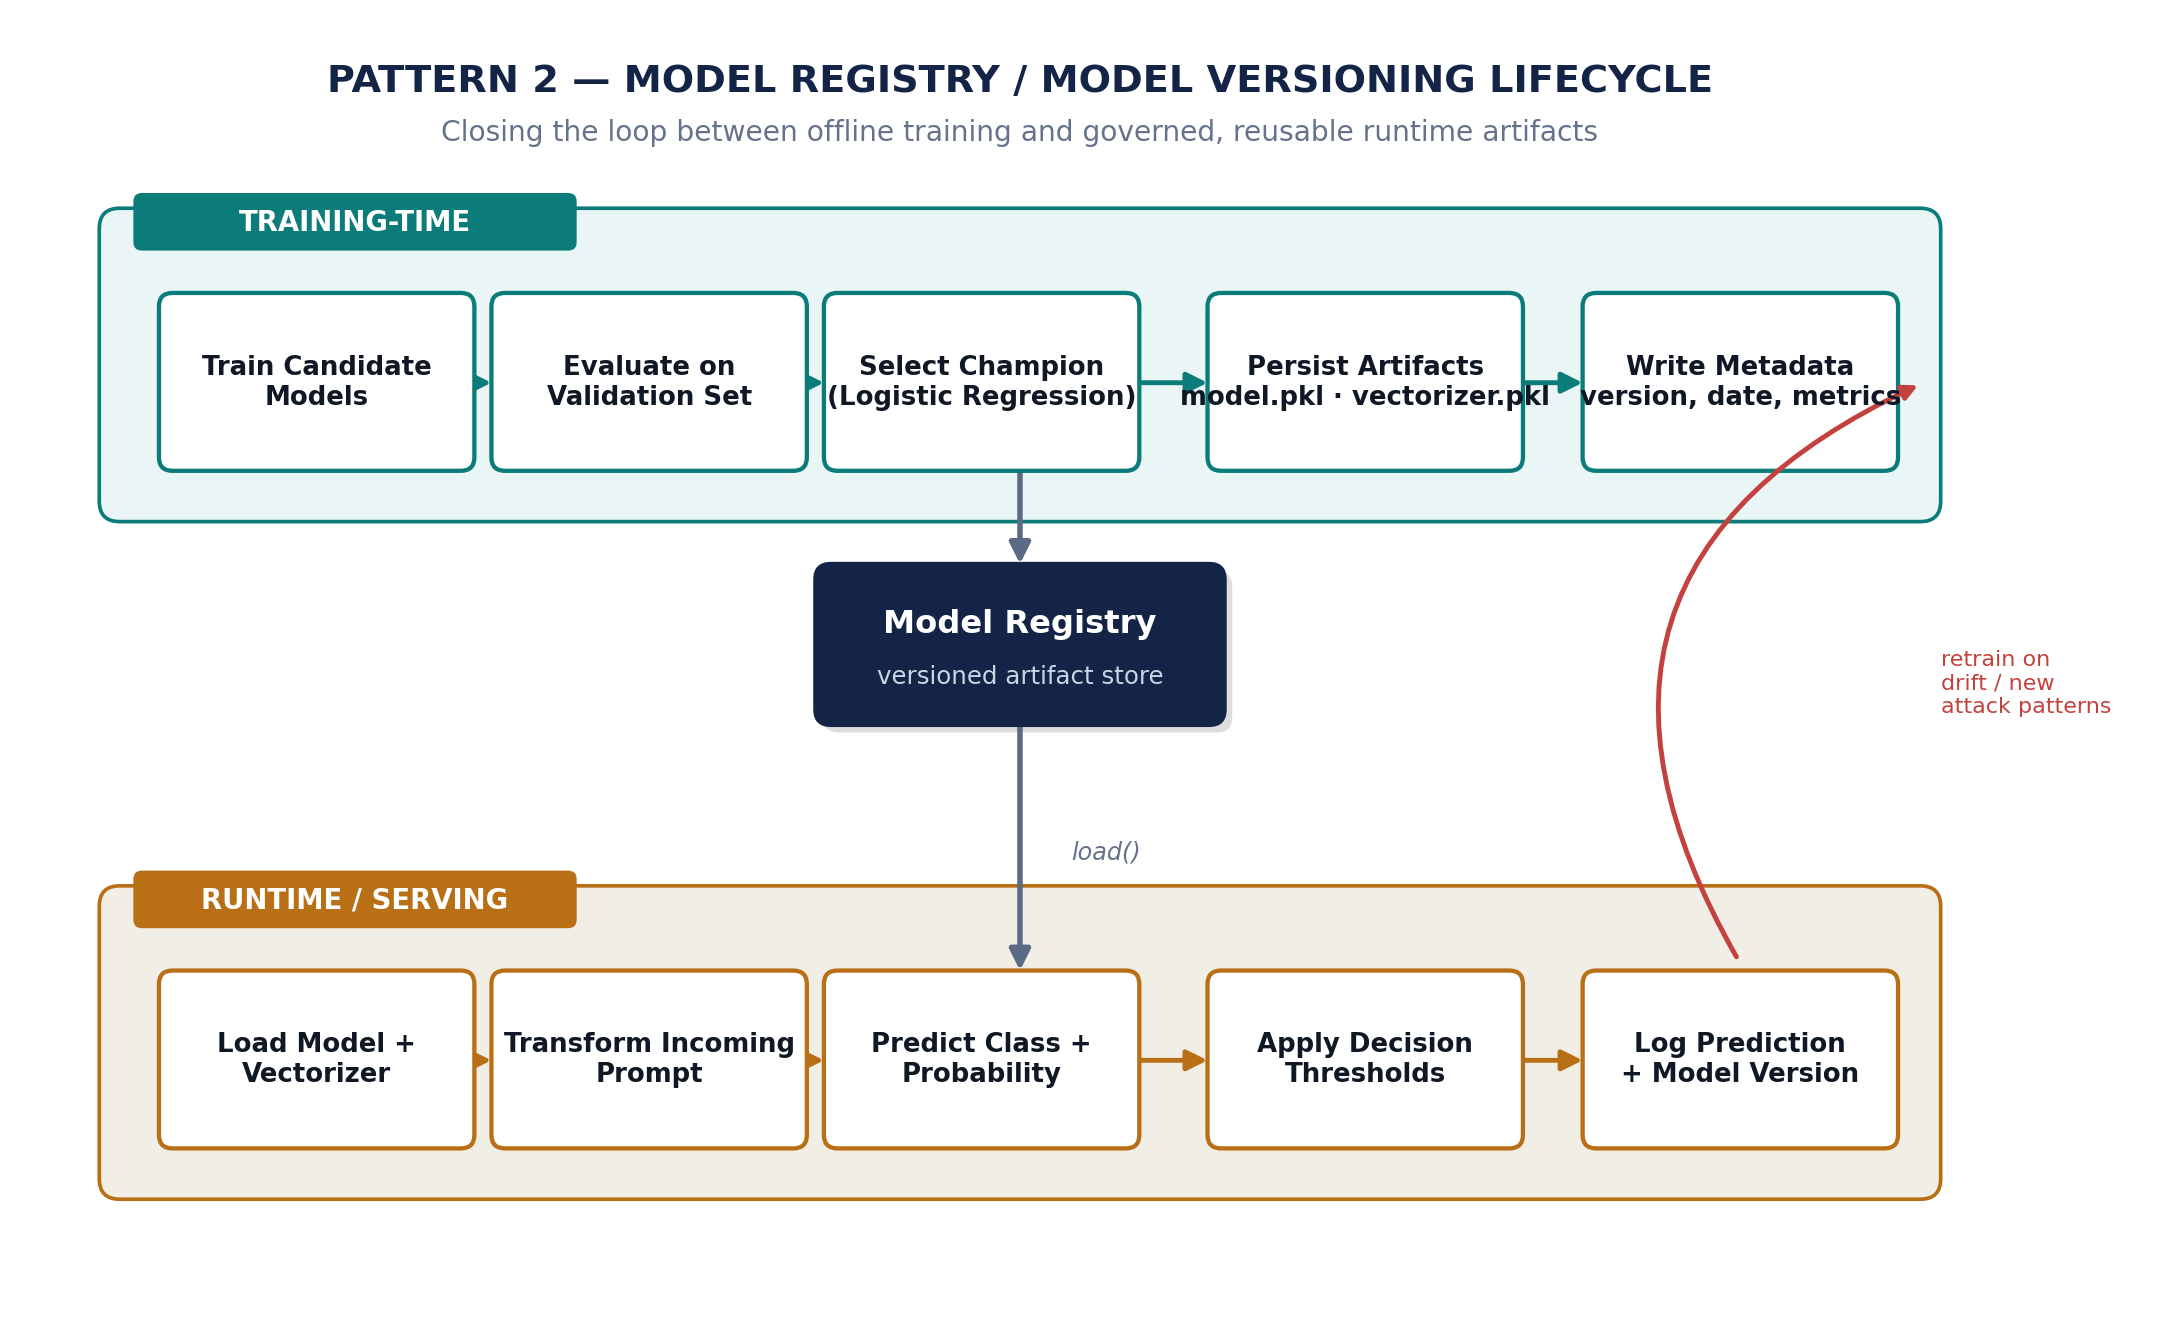 PATTERN 2 — MODEL REGISTRY / MODEL VERSIONING LIFECYCLE
Closing the loop between offline training and governed, reusable runtime artifacts
TRAINING-TIME
Train Candidate
Models
Evaluate on
Validation Set
Select Champion
(Logistic Regression)
Persist Artifacts
model.pkl · vectorizer.pkl
Write Metadata
version, date, metrics
Model Registry
versioned artifact store
retrain on
drift / new
attack patterns
load()
RUNTIME / SERVING
Load Model +
Vectorizer
Transform Incoming
Prompt
Predict Class +
Probability
Apply Decision
Thresholds
Log Prediction
+ Model Version